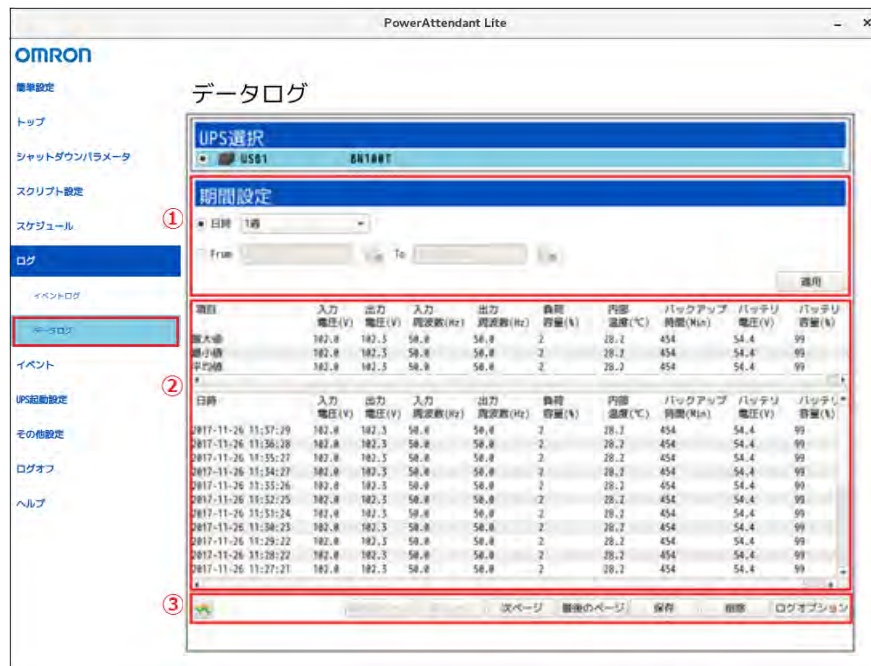 PowerAttendant Lite
OMRON
簡単設定
トップ
シャットダウンパラメータ
スクリプト設定
スケジュール
ログ
イベントログ
データログ
イベント
UPS起動設定
その他設定
ログオフ
ヘルプ
データログ
UPS選択
USB1 BN100T
①
期間設定
日時 1週
From To
適用
②
項目 入力電圧(V) 出力電圧(V) 入力周波数(Hz) 出力周波数(Hz) 負荷容量(%) 内部温度(℃) バックアップ時間(Min) バッテリ電圧(V) バッテリ容量(%)
最大値 102.0 102.3 50.0 50.0 2 28.2 454 54.4 99
最小値 102.0 102.3 50.0 50.0 2 28.2 454 54.4 99
平均値 102.0 102.3 50.0 50.0 2 28.2 454 54.4 99
日時 入力電圧(V) 出力電圧(V) 入力周波数(Hz) 出力周波数(Hz) 負荷容量(%) 内部温度(℃) バックアップ時間(Min) バッテリ電圧(V) バッテリ容量(%)
2017-11-26 11:37:29 102.0 102.3 50.0 50.0 2 28.2 454 54.4 99
2017-11-26 11:36:28 102.0 102.3 50.0 50.0 2 28.2 454 54.4 99
2017-11-26 11:35:27 102.0 102.3 50.0 50.0 2 28.2 454 54.4 99
2017-11-26 11:34:27 102.0 102.3 50.0 50.0 2 28.2 454 54.4 99
2017-11-26 11:33:26 102.0 102.3 50.0 50.0 2 28.2 454 54.4 99
2017-11-26 11:32:25 102.0 102.3 50.0 50.0 2 28.2 454 54.4 99
2017-11-26 11:31:24 102.0 102.3 50.0 50.0 2 28.2 454 54.4 99
2017-11-26 11:30:23 102.0 102.3 50.0 50.0 2 28.2 454 54.4 99
2017-11-26 11:29:22 102.0 102.3 50.0 50.0 2 28.2 454 54.4 99
2017-11-26 11:28:22 102.0 102.3 50.0 50.0 2 28.2 454 54.4 99
2017-11-26 11:27:21 102.0 102.3 50.0 50.0 2 28.2 454 54.4 99
③
次ページ 最後のページ 保存 削除 ログオプション